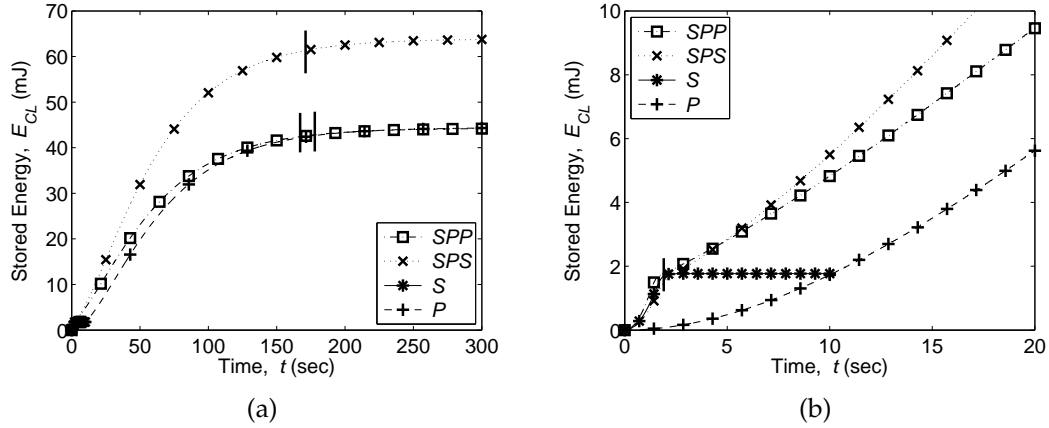 70
60
50
40
30
20
10
0
Stored Energy, E_CL (mJ)
0 50 100 150 200 250 300
Time, t (sec)
SPP
SPS
S
P
(a)
10
8
6
4
2
0
Stored Energy, E_CL (mJ)
0 5 10 15 20
Time, t (sec)
SPP
SPS
S
P
(b)